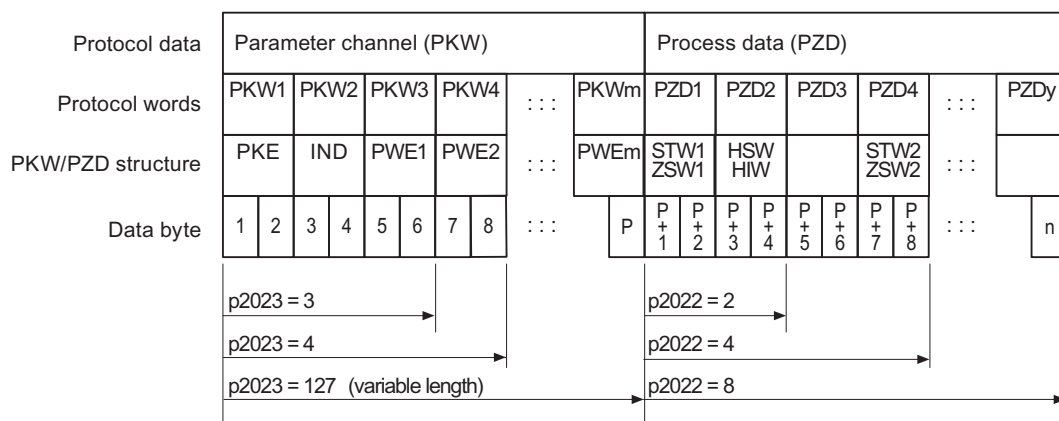 Protocol data Parameter channel (PKW) Process data (PZD)
Protocol words PKW1 PKW2 PKW3 PKW4 : : : PKWm PZD1 PZD2 PZD3 PZD4 : : : PZDy
PKW/PZD structure PKE IND PWE1 PWE2 : : : PWEm STW1 HSW STW2
ZSW1 HIW ZSW2
Data byte 1 2 3 4 5 6 7 8 : : : P P+1 P+2 P+3 P+4 P+5 P+6 P+7 P+8 : : : n
p2023 = 3 p2022 = 2
p2023 = 4 p2022 = 4
p2023 = 127 (variable length) p2022 = 8